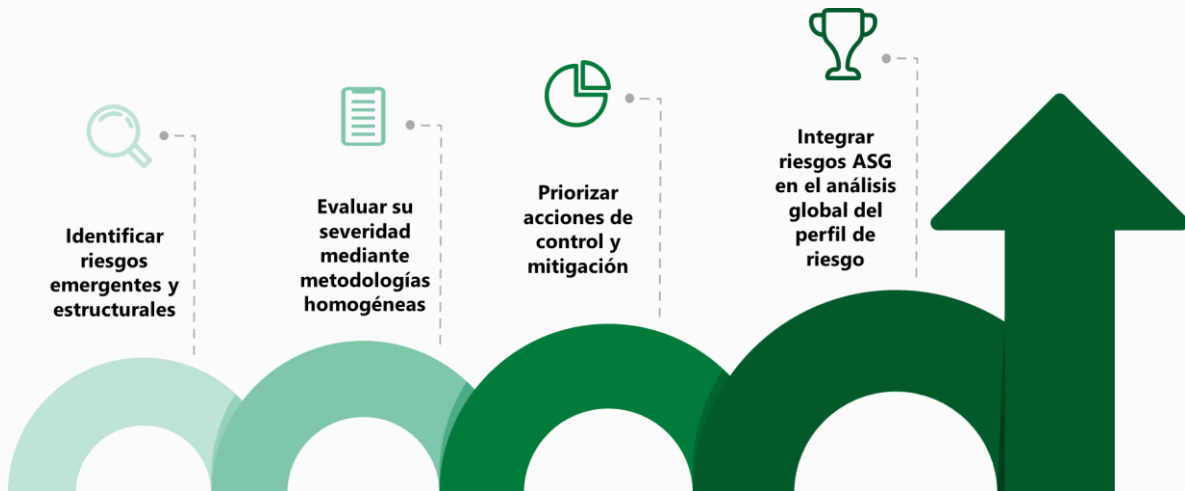 Identificar
riesgos
emergentes y
estructurales
Evaluar su
severidad
mediante
metodologías
homogéneas
Priorizar
acciones de
control y
mitigación
Integrar
riesgos ASG
en el análisis
global del
perfil de
riesgo